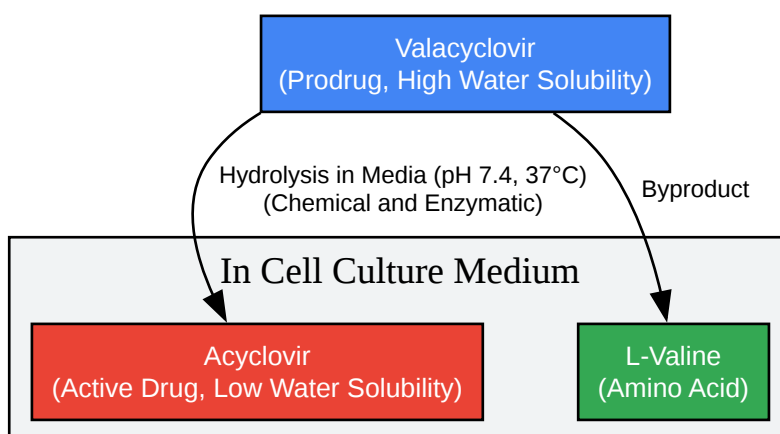 Valacyclovir
(Prodrug, High Water Solubility)
Hydrolysis in Media (pH 7.4, 37°C)
(Chemical and Enzymatic)
Byproduct
In Cell Culture Medium
Acyclovir
(Active Drug, Low Water Solubility)
L-Valine
(Amino Acid)